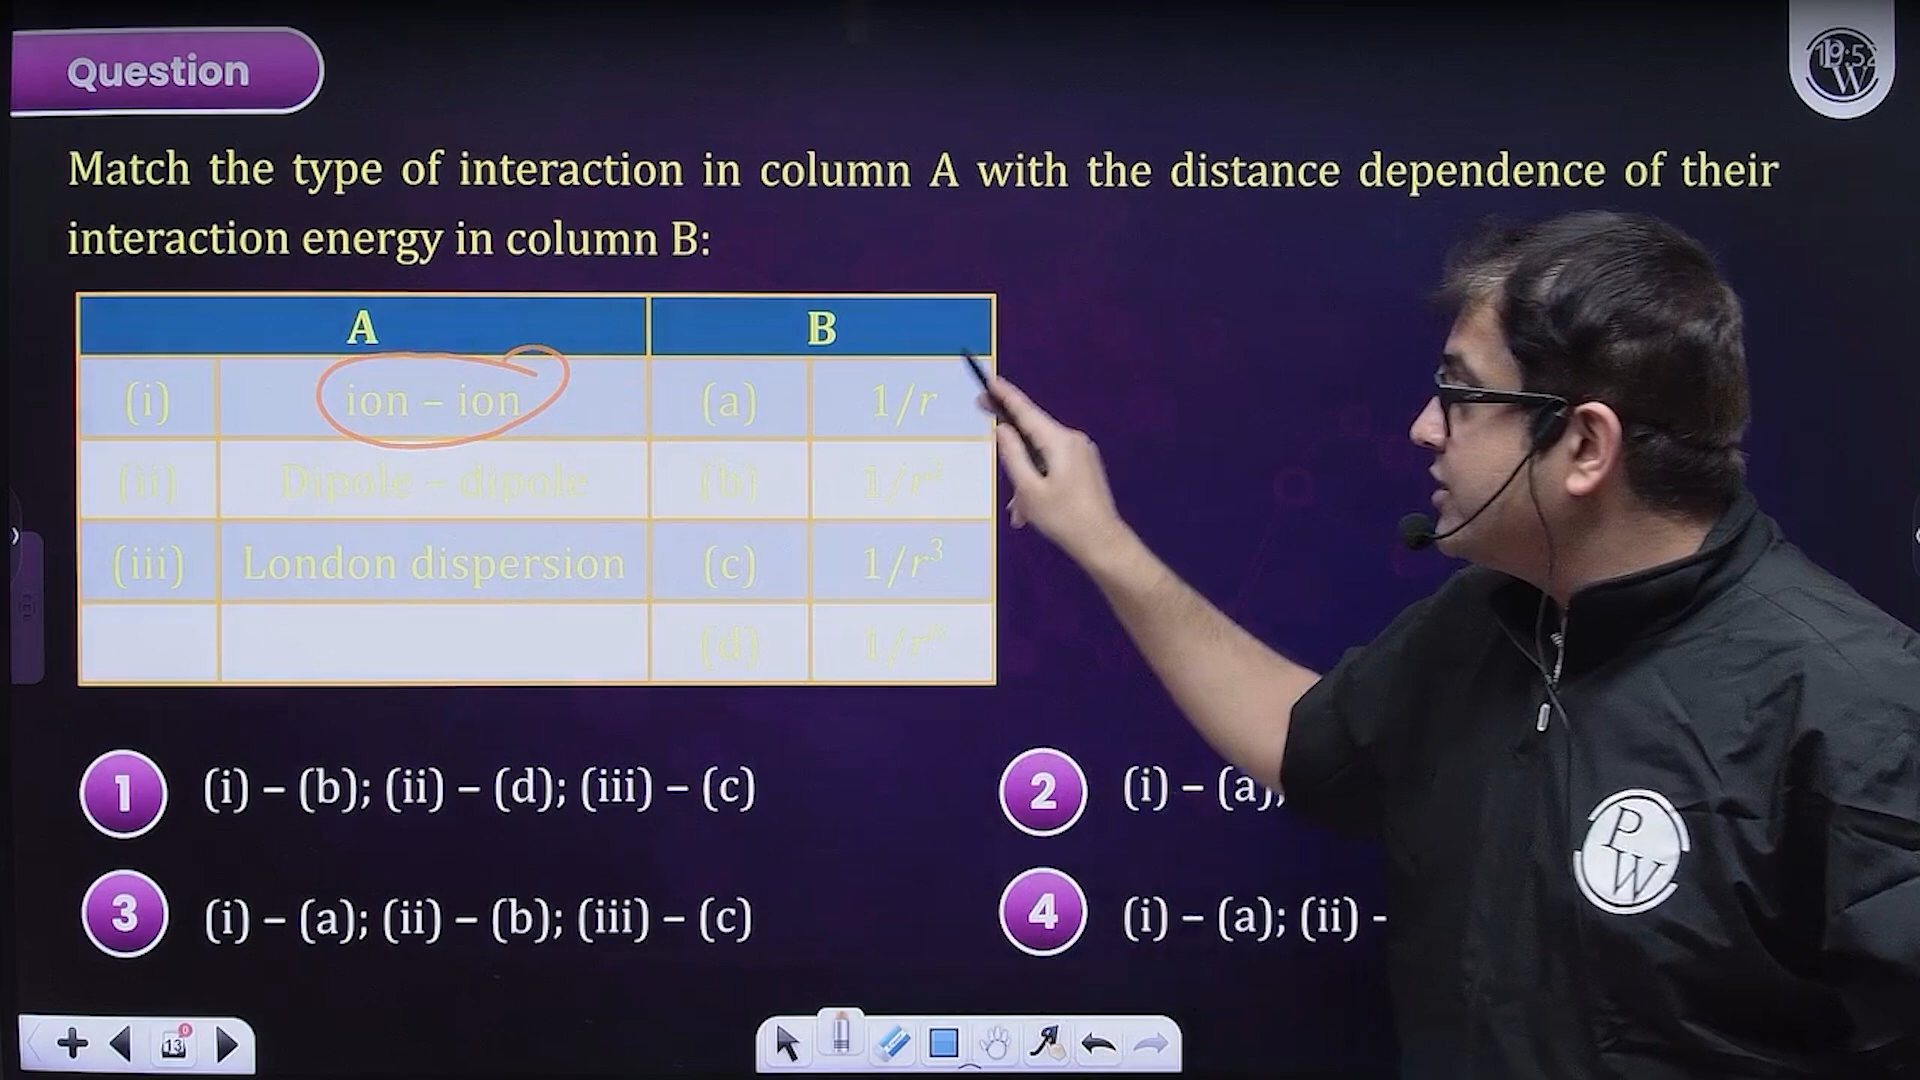 Question
Match the type of interaction in column A with the distance dependence of their
interaction energy in column B:
A B
(i) ion – ion (a) 1/r
(ii) Dipole – dipole (b) 1/r²
(iii) London dispersion (c) 1/r³
(d)
1 (i) – (b); (ii) – (d); (iii) – (c)
2 (i) – (a);
3 (i) – (a); (ii) – (b); (iii) – (c)
4 (i) – (a); (ii) -
P
W
13
0